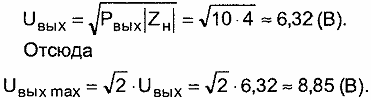 Uвых = √Pвых|Zн| = √10·4 ≈ 6,32 (В).
Отсюда
Uвых max = √2 · Uвых = √2 · 6,32 ≈ 8,85 (В).